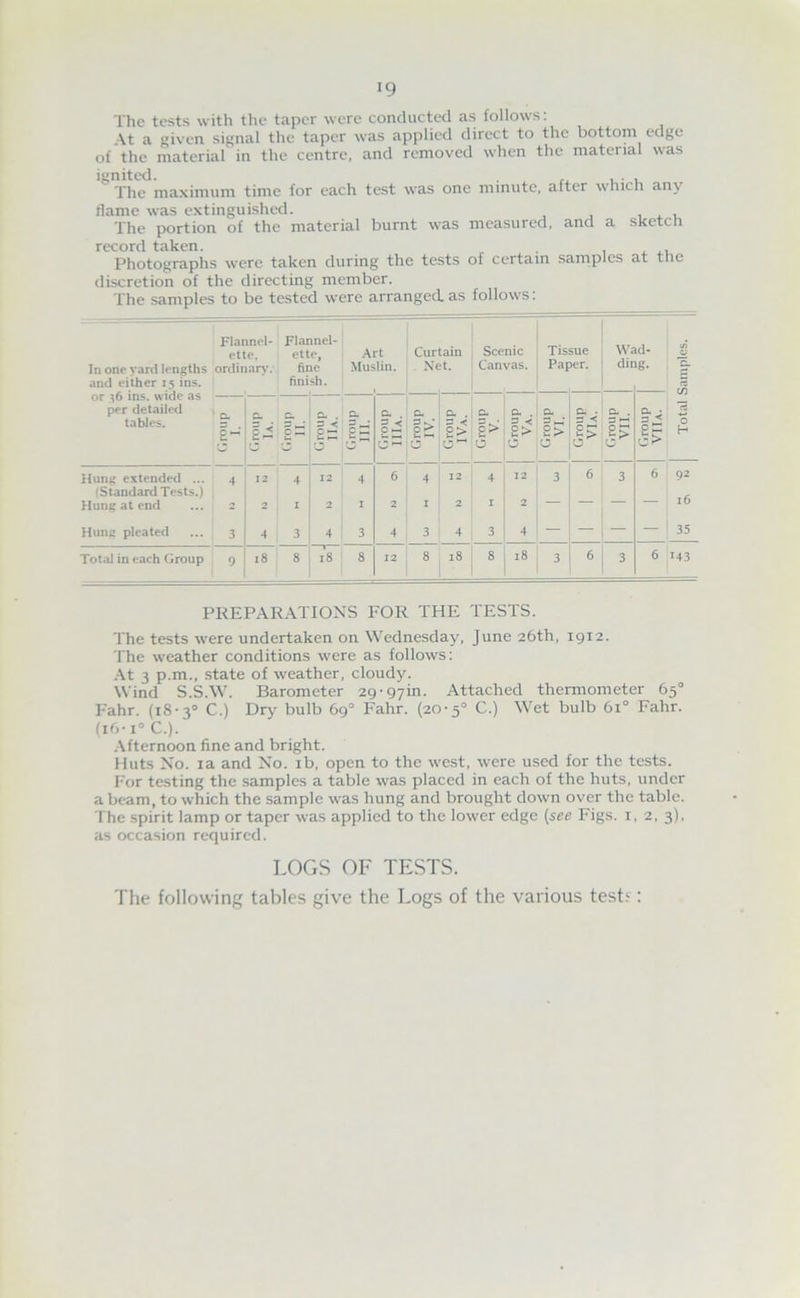 19
The tests with the taper were conducted as follows:
At a given signal the taper was applied direct to the bottom edge
of the material in the centre, and removed when the material was
ignited.
The maximum time for each test was one minute, after which any
flame was extinguished.
The portion of the material burnt was measured, and a sketch
record taken.
Photographs were taken during the tests of certain samples at the
discretion of the directing member.
The samples to be tested were arranged as follows:
In one yard lengths and either 15 ins. or 36 ins. wide as per detailed tables. Flannelette, ordinary. Flannelette, fine finish. Art Muslin. Curtain Net. Scenic Canvas. Tissue Paper. Wadding. Total Samples.
Group I. Group IA. Group II. Group IIA. Group III. Group IIIA. Group IV. Group IVA. Group V. Group VA. Group VI. Group VIA. Group VII. Group VIIA.
Hung extended ... 4 12 4 12 4 6 4 12 4 12 3 6 3 6 92
(Standard Tests.)
Hung at end ... 2 2 1 2 1 2 1 2 1 2 — — — — 16
Hung pleated ... 3 4 3 4 3 4 3 4 3 4 — — — — 35
Total in each Group 9 18 8 18 8 12 8 18 8 18 3 6 3 6 143
PREPARATIONS FOR THE TESTS.
The tests were undertaken on Wednesday, June 26th, 1912.
The weather conditions were as follows:
At 3 p.m., state of weather, cloudy.
Wind S.S.W. Barometer 29·97in. Attached thermometer 65°
Fahr. (18·3° C.) Dry bulb 69° Fahr. (20·5° C.) Wet bulb 61° Fahr.
(16·1° C.).
Afternoon fine and bright.
Huts No. 1a and No. 1b, open to the west, were used for the tests.
For testing the samples a table was placed in each of the huts, under
a beam, to which the sample was hung and brought down over the table.
The spirit lamp or taper was applied to the lower edge (see Figs. 1, 2, 3),
as occasion required.
LOGS OF TESTS.
The following tables give the Logs of the various tests: